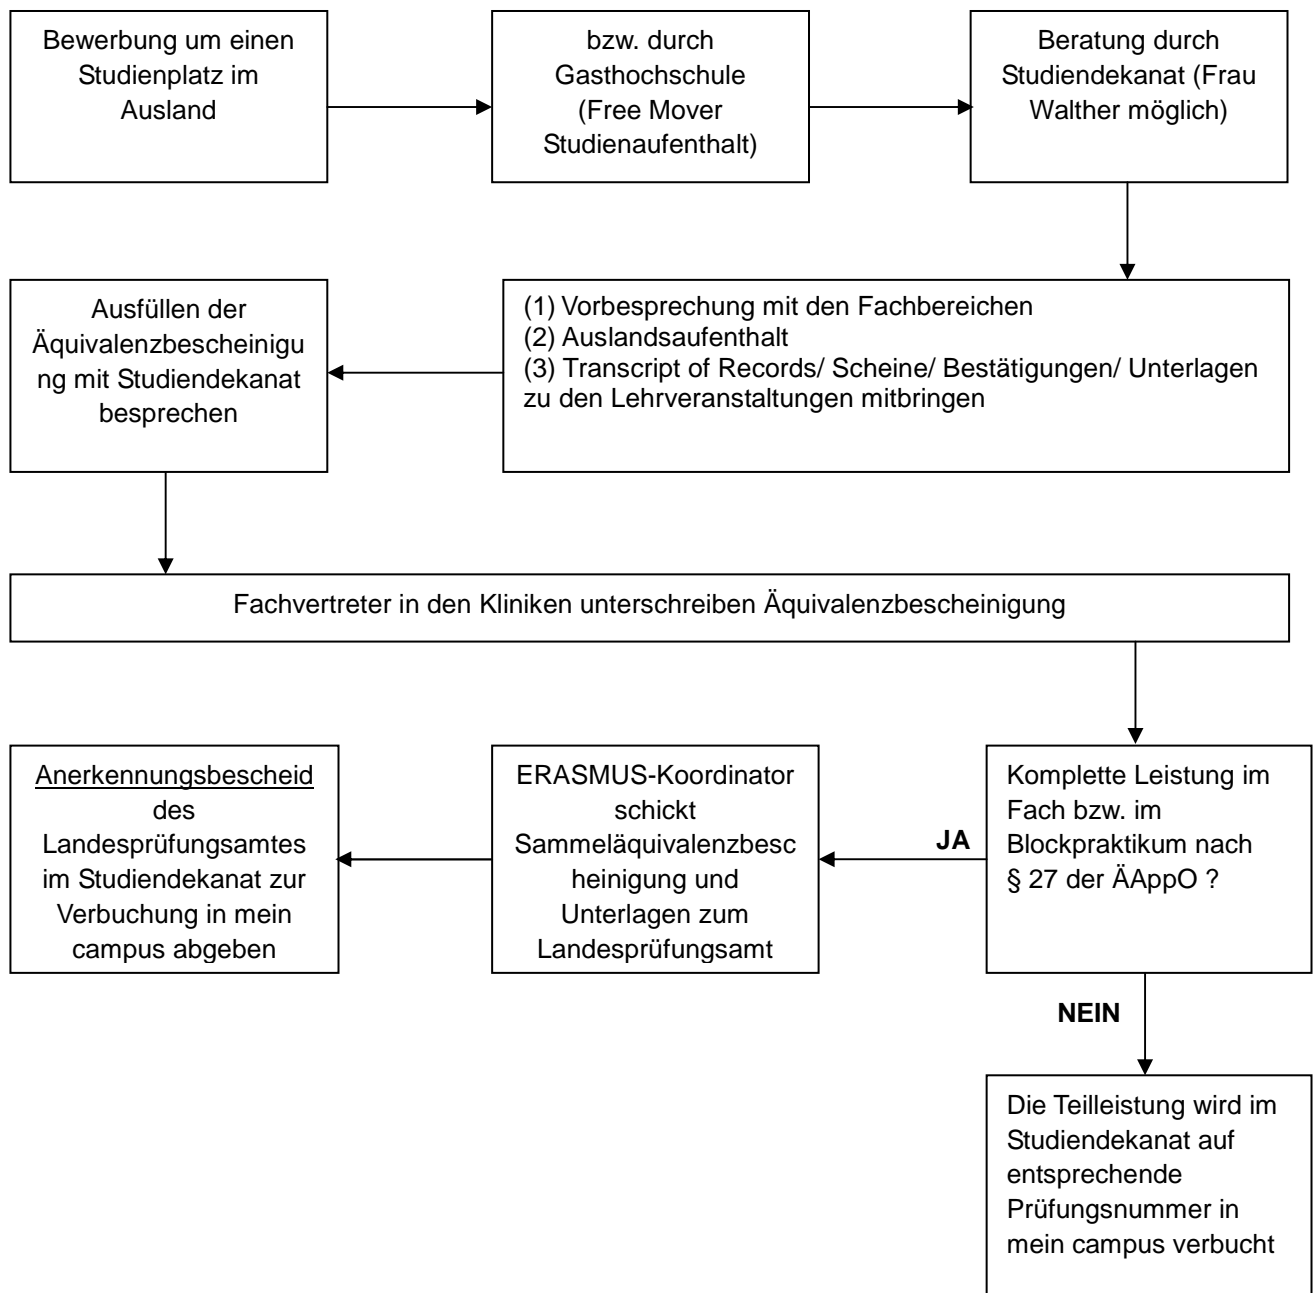 Bewerbung um einen
Studienplatz im
Ausland
bzw. durch
Gasthochschule
(Free Mover
Studienaufenthalt)
Beratung durch
Studiendekanat (Frau
Walther möglich)
(1) Vorbesprechung mit den Fachbereichen
(2) Auslandsaufenthalt
(3) Transcript of Records/ Scheine/ Bestätigungen/ Unterlagen
zu den Lehrveranstaltungen mitbringen
Ausfüllen der
Äquivalenzbescheinigu
ng mit Studiendekanat
besprechen
Fachvertreter in den Kliniken unterschreiben Äquivalenzbescheinigung
Komplette Leistung im
Fach bzw. im
Blockpraktikum nach
§ 27 der ÄAppO ?
JA
ERASMUS-Koordinator
schickt
Sammeläquivalenzbesc
heinigung und
Unterlagen zum
Landesprüfungsamt
Anerkennungsbescheid
des
Landesprüfungsamtes
im Studiendekanat zur
Verbuchung in mein
campus abgeben
NEIN
Die Teilleistung wird im
Studiendekanat auf
entsprechende
Prüfungsnummer in
mein campus verbucht